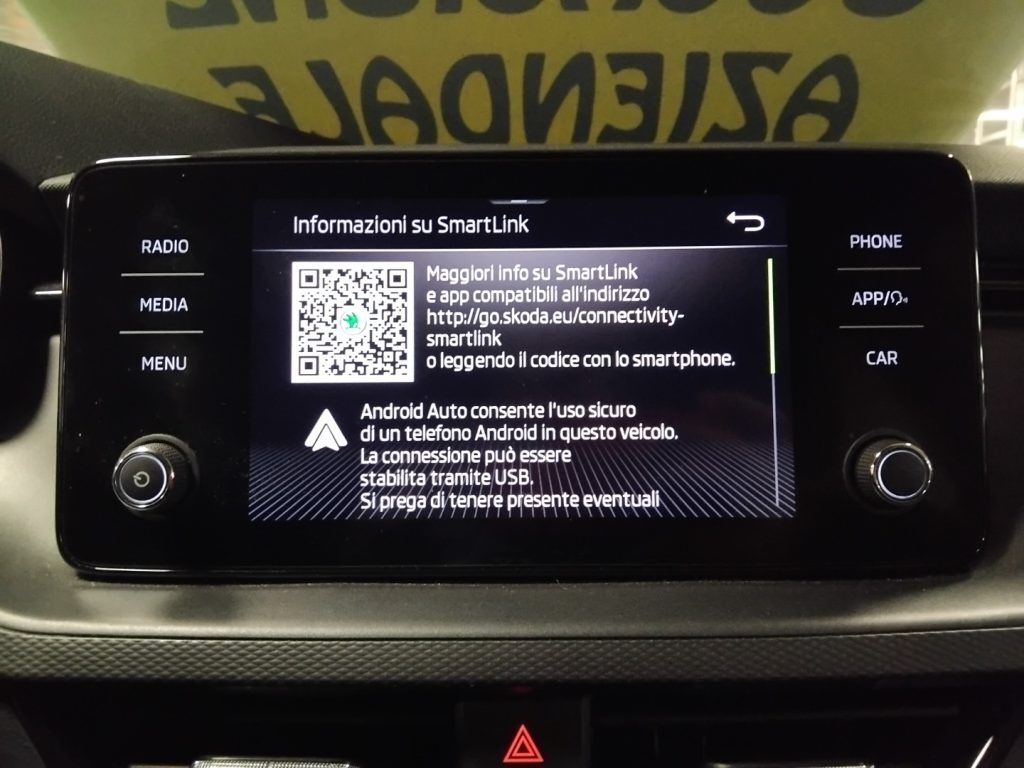 OCCASIONE
AZIENDALE
Informazioni su SmartLink
RADIO
MEDIA
MENU
Maggiori info su SmartLink
e app compatibili all'indirizzo
http://go.skoda.eu/connectivity-
smartlink
o leggendo il codice con lo smartphone.
Android Auto consente l'uso sicuro
di un telefono Android in questo veicolo.
La connessione può essere
stabilita tramite USB.
Si prega di tenere presente eventuali
PHONE
APP/
CAR